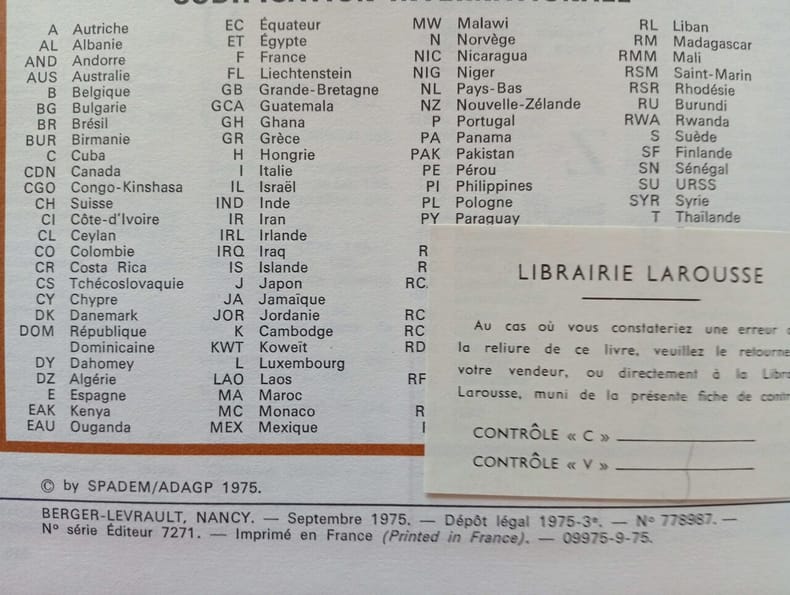 CODIFICATION INTERNATIONALE
A Autriche
AL Albanie
AND Andorre
AUS Australie
B Belgique
BG Bulgarie
BR Brésil
BUR Birmanie
C Cuba
CDN Canada
CGO Congo-Kinshasa
CH Suisse
CI Côte-d'Ivoire
CL Ceylan
CO Colombie
CR Costa Rica
CS Tchécoslovaquie
CY Chypre
DK Danemark
DOM République
Dominicaine
DY Dahomey
DZ Algérie
E Espagne
EAK Kenya
EAU Ouganda
EC Équateur
ET Égypte
F France
FL Liechtenstein
GB Grande-Bretagne
GCA Guatemala
GH Ghana
GR Grèce
H Hongrie
I Italie
IL Israël
IND Inde
IR Iran
IRL Irlande
IRQ Iraq
IS Islande
J Japon
JA Jamaïque
JOR Jordanie
K Cambodge
KWT Koweït
L Luxembourg
LAO Laos
MA Maroc
MC Monaco
MEX Mexique
MW Malawi
N Norvège
NIC Nicaragua
NIG Niger
NL Pays-Bas
NZ Nouvelle-Zélande
P Portugal
PA Panama
PAK Pakistan
PE Pérou
PI Philippines
PL Pologne
PY Paraguay
R
R
RC
RC
RC
RD
RF
R
RL Liban
RM Madagascar
RMM Mali
RSM Saint-Marin
RSR Rhodésie
RU Burundi
RWA Rwanda
S Suède
SF Finlande
SN Sénégal
SU URSS
SYR Syrie
T Thaïlande
LIBRAIRIE LAROUSSE
Au cas où vous constateriez une erreur
la reliure de ce livre, veuillez le retourne
votre vendeur, ou directement à la Libr
Larousse, muni de la présente fiche de cont
CONTRÔLE « C »
CONTRÔLE « V »
© by SPADEM/ADAGP 1975.
BERGER-LEVRAULT, NANCY. — Septembre 1975. — Dépôt légal 1975-3e. — No 778987. —
No série Éditeur 7271. — Imprimé en France (Printed in France). — 09975-9-75.